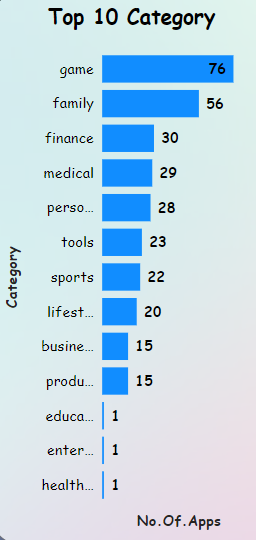 Top 10 Category
game 76
family 56
finance 30
medical 29
perso... 28
tools 23
sports 22
lifest... 20
busine... 15
produ... 15
educa... 1
enter... 1
health... 1
Category
No.Of.Apps